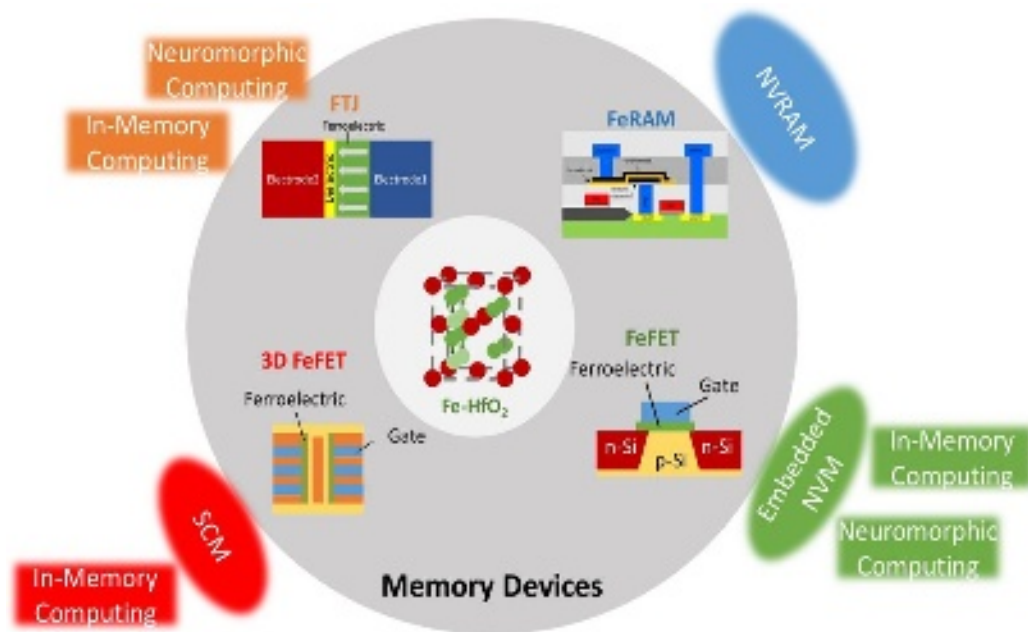 Neuromorphic
Computing
In-Memory
Computing
FTJ
Ferroelectric
Electrode2
Electrode1
FeRAM
NVRAM
Fe-HfO₂
3D FeFET
Ferroelectric
Gate
FeFET
Ferroelectric
Gate
n-Si
p-Si
n-Si
SCM
In-Memory
Computing
Embedded
NVM
In-Memory
Computing
Neuromorphic
Computing
Memory Devices